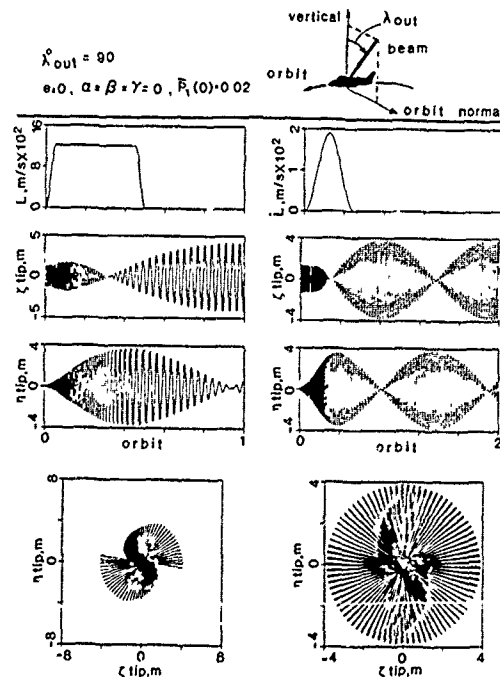 vertical
λout
beam
orbit
orbit norma
λ°out = 90
e=0, α = β = γ = 0, P̄₁(0)=0.02
L, m/s×10²
16
12
8
0
L̇, m/s×10²
2
1
0
ζ tip, m
5
0
-5
ζ tip, m
4
0
-4
η tip, m
4
0
-4
η tip, m
4
0
-4
0
orbit
1
0
orbit
2
η tip, m
8
0
-8
-8
0
8
ζ tip, m
η tip, m
4
0
-4
-4
0
4
ζ tip, m